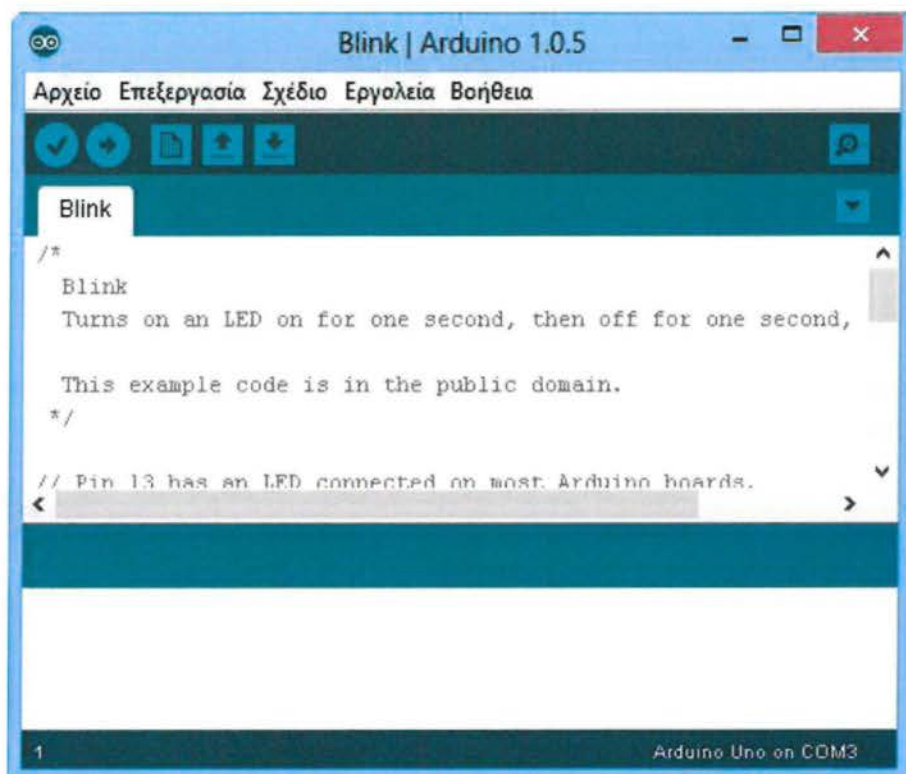 Blink | Arduino 1.0.5
Αρχείο Επεξεργασία Σχέδιο Εργαλεία Βοήθεια
Blink
/*
Blink
Turns on an LED on for one second, then off for one second,
This example code is in the public domain.
*/
// Pin 13 has an LED connected on most Arduino boards.
1
Arduino Uno on COM3